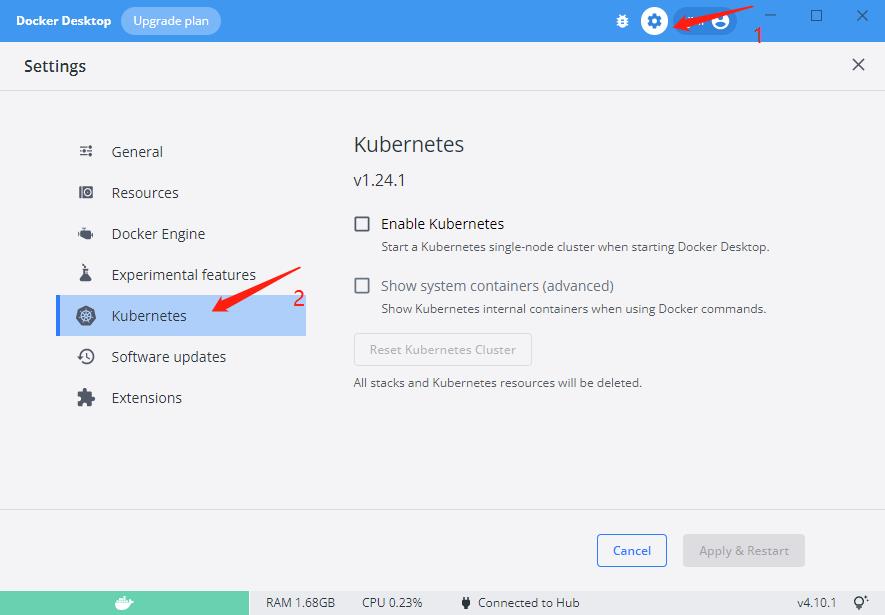 Docker Desktop Upgrade plan
1
Settings
General
Resources
Docker Engine
Experimental features
Kubernetes
2
Software updates
Extensions
Kubernetes
v1.24.1
Enable Kubernetes
Start a Kubernetes single-node cluster when starting Docker Desktop.
Show system containers (advanced)
Show Kubernetes internal containers when using Docker commands.
Reset Kubernetes Cluster
All stacks and Kubernetes resources will be deleted.
Cancel Apply & Restart
RAM 1.68GB CPU 0.23% Connected to Hub v4.10.1